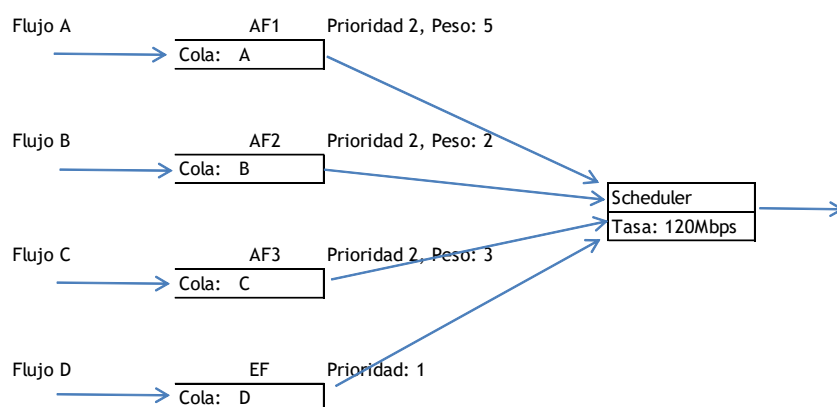 Flujo A AF1 Prioridad 2, Peso: 5
Cola: A
Flujo B AF2 Prioridad 2, Peso: 2
Cola: B
Scheduler
Tasa: 120Mbps
Flujo C AF3 Prioridad 2, Peso: 3
Cola: C
Flujo D EF Prioridad: 1
Cola: D